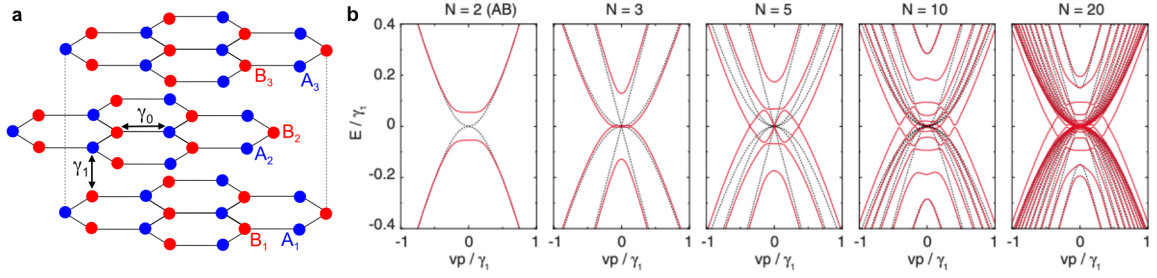 a
B3 A3
γ0
B2
A2
γ1
B1 A1
b
N = 2 (AB) N = 3 N = 5 N = 10 N = 20
0.4
0.2
0
-0.2
-0.4
E / γ1
-1 0 1 -1 0 1 -1 0 1 -1 0 1 -1 0 1
vp / γ1 vp / γ1 vp / γ1 vp / γ1 vp / γ1